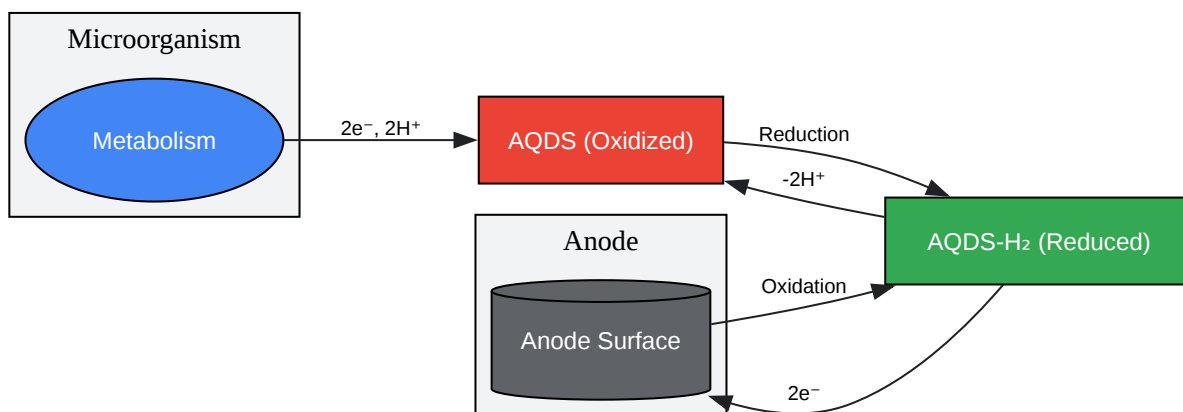 Microorganism
Metabolism
2e⁻, 2H⁺
AQDS (Oxidized)
Reduction
-2H⁺
AQDS-H₂ (Reduced)
Anode
Oxidation
Anode Surface
2e⁻